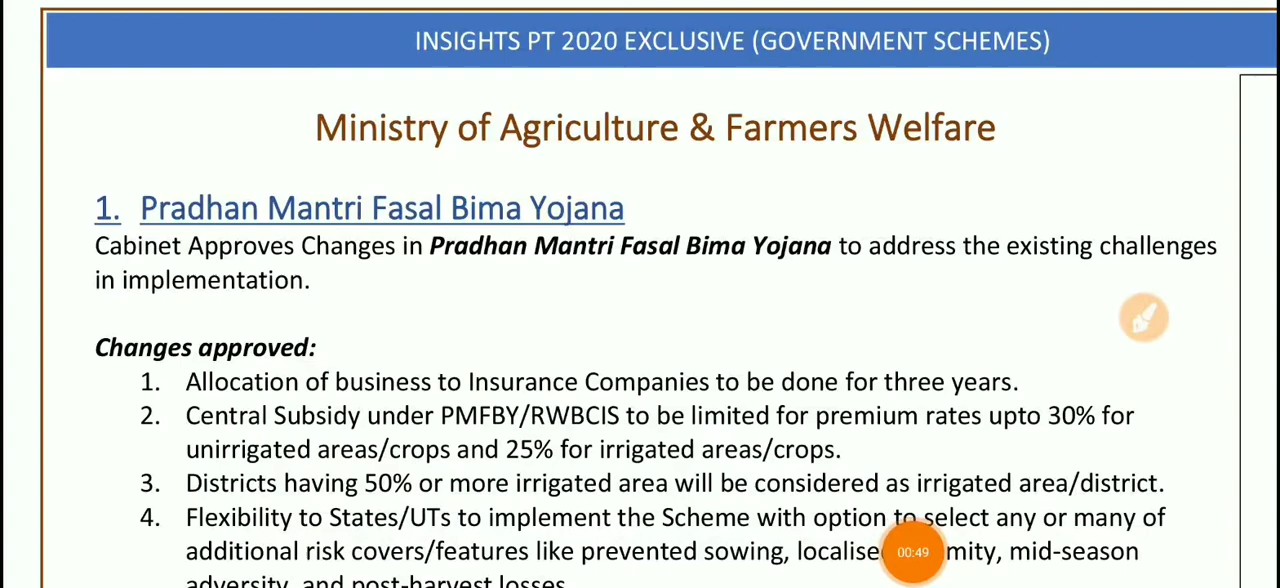 INSIGHTS PT 2020 EXCLUSIVE (GOVERNMENT SCHEMES)
Ministry of Agriculture & Farmers Welfare
1. Pradhan Mantri Fasal Bima Yojana
Cabinet Approves Changes in Pradhan Mantri Fasal Bima Yojana to address the existing challenges
in implementation.
Changes approved:
1. Allocation of business to Insurance Companies to be done for three years.
2. Central Subsidy under PMFBY/RWBCIS to be limited for premium rates upto 30% for
unirrigated areas/crops and 25% for irrigated areas/crops.
3. Districts having 50% or more irrigated area will be considered as irrigated area/district.
4. Flexibility to States/UTs to implement the Scheme with option to select any or many of
additional risk covers/features like prevented sowing, mid-season
00:49
adversity, and post-harvest losses